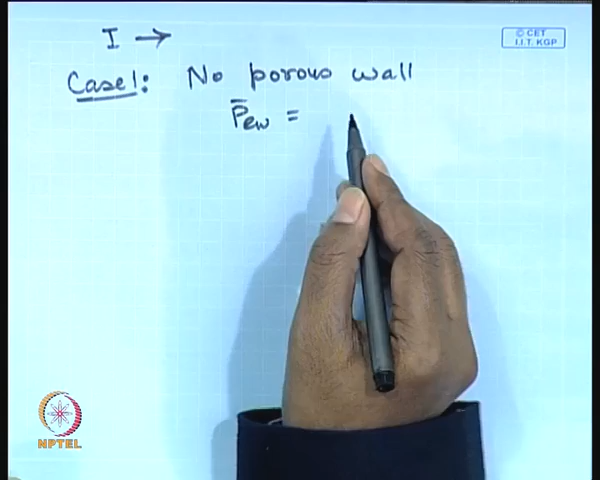 I →
© CET
I.I.T. KGP
Case 1: No porous wall
P̿ew =
NPTEL